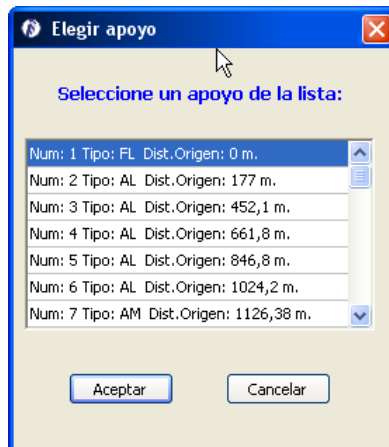 Elegir apoyo
Seleccione un apoyo de la lista:
Num: 1 Tipo: FL Dist.Origen: 0 m.
Num: 2 Tipo: AL Dist.Origen: 177 m.
Num: 3 Tipo: AL Dist.Origen: 452,1 m.
Num: 4 Tipo: AL Dist.Origen: 661,8 m.
Num: 5 Tipo: AL Dist.Origen: 846,8 m.
Num: 6 Tipo: AL Dist.Origen: 1024,2 m.
Num: 7 Tipo: AM Dist.Origen: 1126,38 m.
Aceptar Cancelar